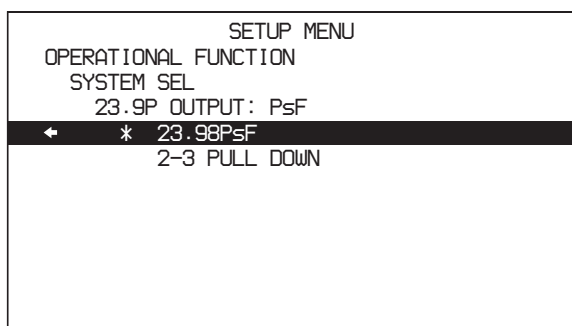 SETUP MENU
OPERATIONAL FUNCTION
SYSTEM SEL
23.9P OUTPUT: PsF
← * 23.98PsF
2-3 PULL DOWN